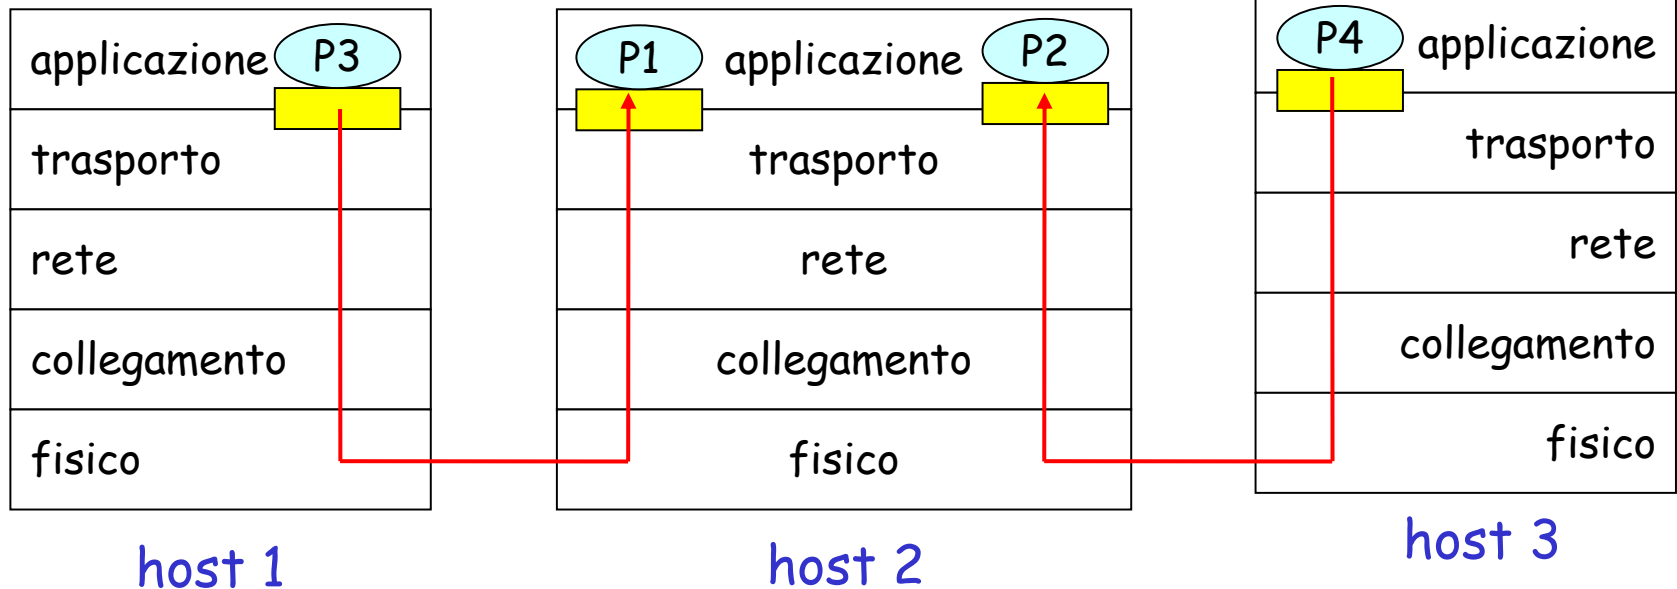 applicazione P3
trasporto
rete
collegamento
fisico
host 1
P1 applicazione P2
trasporto
rete
collegamento
fisico
host 2
P4 applicazione
trasporto
rete
collegamento
fisico
host 3